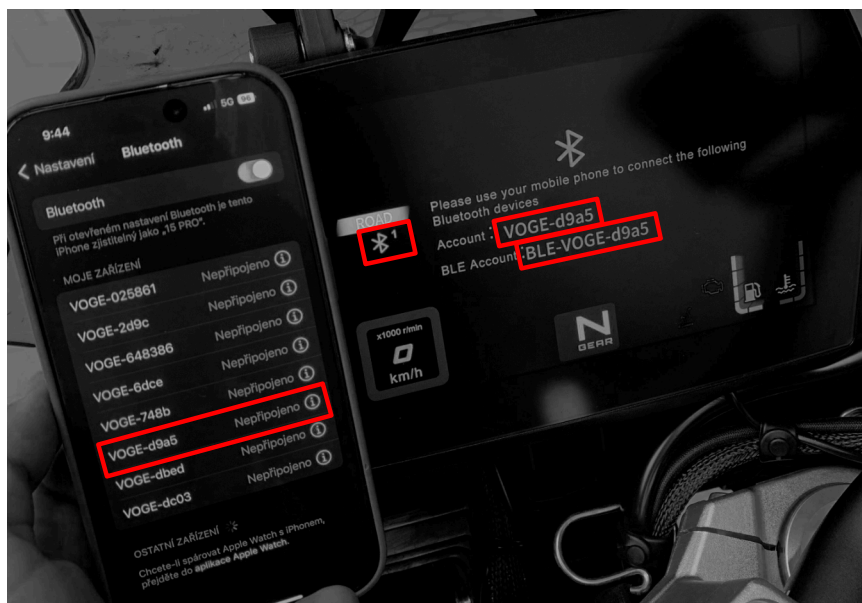 9:44
5G 96
Nastavení
Bluetooth
Bluetooth
Při otevřeném nastavení Bluetooth je tento
iPhone zjistitelný jako „15 PRO“.
MOJE ZAŘÍZENÍ
VOGE-025861 Nepřipojeno
VOGE-2d9c Nepřipojeno
VOGE-648386 Nepřipojeno
VOGE-6dce Nepřipojeno
VOGE-748b Nepřipojeno
VOGE-d9a5 Nepřipojeno
VOGE-dbed Nepřipojeno
VOGE-dc03 Nepřipojeno
OSTATNÍ ZAŘÍZENÍ
Chcete-li spárovat Apple Watch s iPhonem,
přejděte do aplikace Apple Watch.
Please use your mobile phone to connect the following
Bluetooth devices
Account : VOGE-d9a5
BLE Account:BLE-VOGE-d9a5
ROAD
1
x1000 r/min
0
km/h
N
GEAR